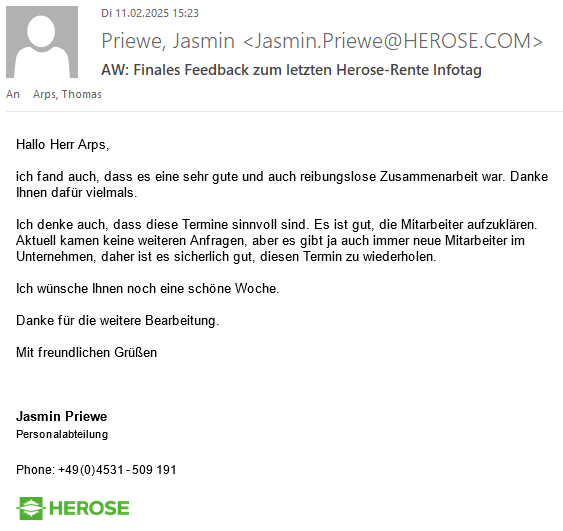 Di 11.02.2025 15:23
Priewe, Jasmin <Jasmin.Priewe@HEROSE.COM>
AW: Finales Feedback zum letzten Herose-Rente Infotag
An Arps, Thomas
Hallo Herr Arps,
ich fand auch, dass es eine sehr gute und auch reibungslose Zusammenarbeit war. Danke
Ihnen dafür vielmals.
Ich denke auch, dass diese Termine sinnvoll sind. Es ist gut, die Mitarbeiter aufzuklären.
Aktuell kamen keine weiteren Anfragen, aber es gibt ja auch immer neue Mitarbeiter im
Unternehmen, daher ist es sicherlich gut, diesen Termin zu wiederholen.
Ich wünsche Ihnen noch eine schöne Woche.
Danke für die weitere Bearbeitung.
Mit freundlichen Grüßen
Jasmin Priewe
Personalabteilung
Phone: +49(0)4531 - 509 191
HEROSE